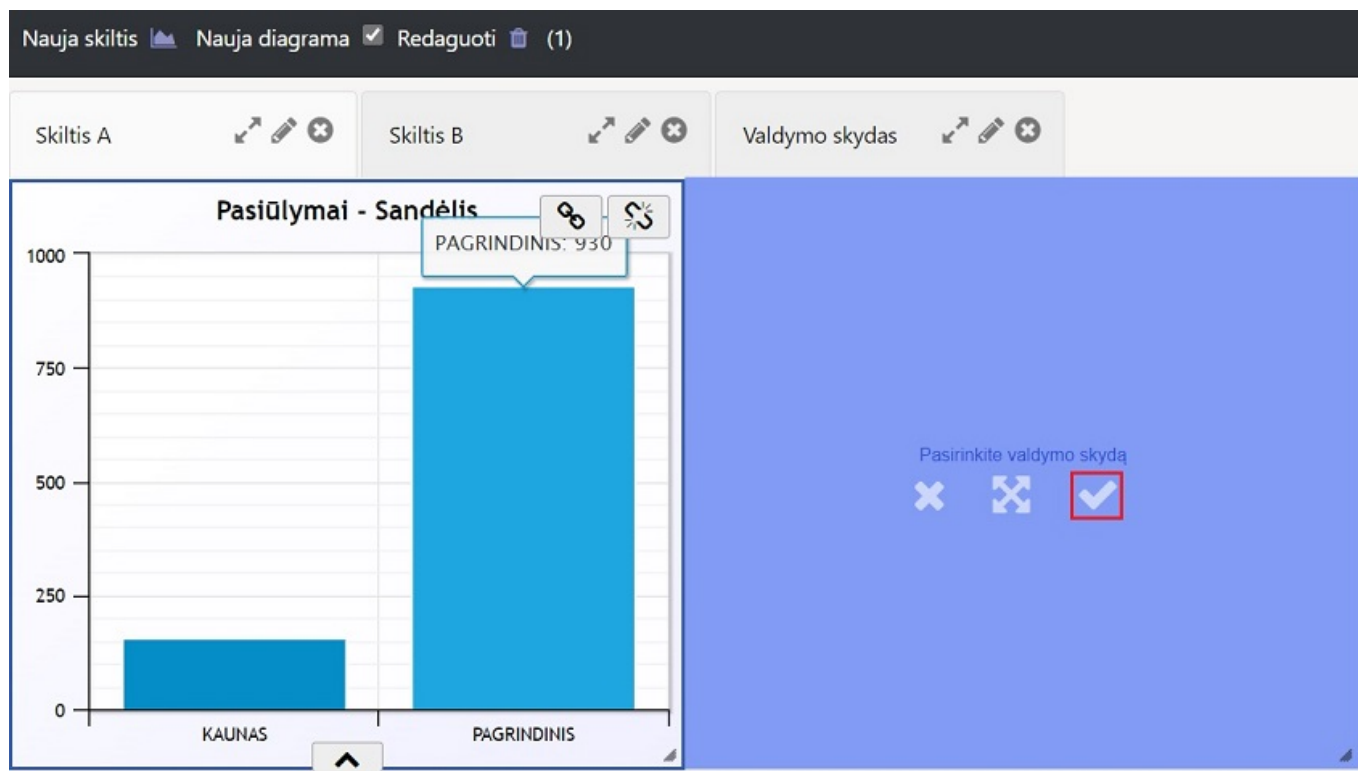 Nauja skiltis Nauja diagrama Redaguoti (1)
Skiltis A Skiltis B Valdymo skydas
Pasiūlymai - Sandėlis
PAGRINDINIS: 930
1000
750
500
250
0
KAUNAS PAGRINDINIS
Pasirinkite valdymo skydą